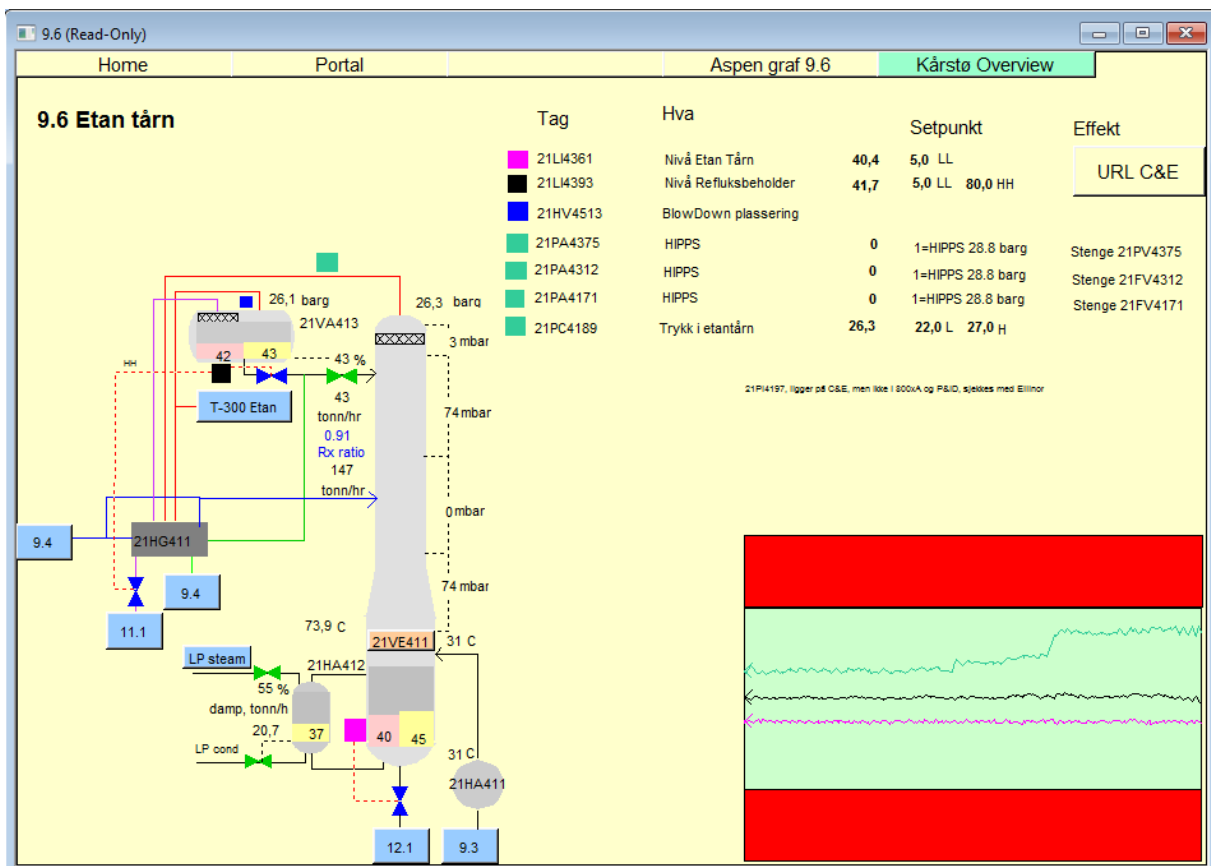 9.6 (Read-Only)
Home Portal Aspen graf 9.6 Kårstø Overview
9.6 Etan tårn
Tag Hva Setpunkt Effekt
21LI4361 Nivå Etan Tårn 40,4 5,0 LL
URL C&E
21LI4393 Nivå Refluksbeholder 41,7 5,0 LL 80,0 HH
21HV4513 BlowDown plassering
21PA4375 HIPPS 0 1=HIPPS 28.8 barg Stenge 21PV4375
21PA4312 HIPPS 0 1=HIPPS 28.8 barg Stenge 21FV4312
21PA4171 HIPPS 0 1=HIPPS 28.8 barg Stenge 21FV4171
21PC4189 Trykk i etantårn 26,3 22,0 L 27,0 H
21PI4197, ligger på C&E, men ikke i 800xA og P&ID, sjekkes med Ellinor
26,1 barg
26,3 barg
21VA413
3 mbar
42 43
43 %
HH
T-300 Etan
43
tonn/hr
74 mbar
0.91
Rx ratio
147
tonn/hr
0 mbar
9.4
21HG411
9.4
74 mbar
11.1
73,9 C
21VE411
31 C
LP steam
21HA412
55 %
damp, tonn/h
20,7
37
40 45
LP cond
31 C
21HA411
12.1
9.3